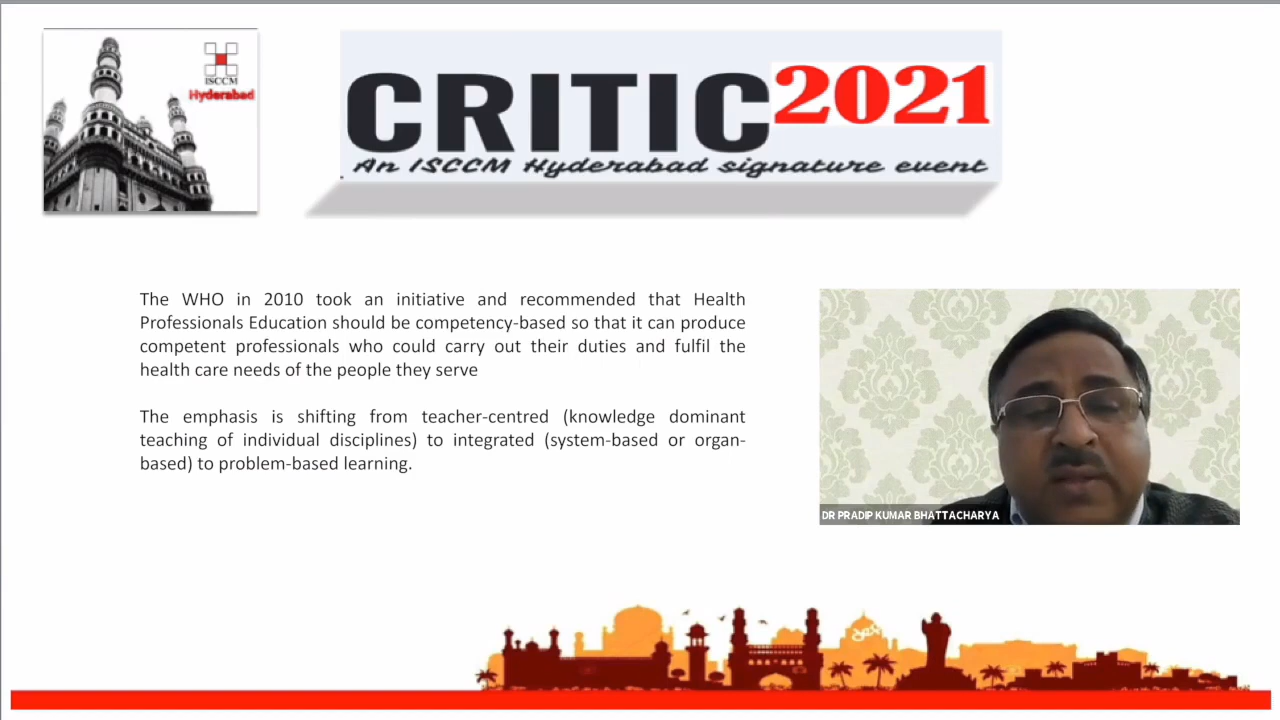 ISCCM
Hyderabad
CRITIC 2021
An ISCCM Hyderabad signature event
The WHO in 2010 took an initiative and recommended that Health
Professionals Education should be competency-based so that it can produce
competent professionals who could carry out their duties and fulfil the
health care needs of the people they serve
The emphasis is shifting from teacher-centred (knowledge dominant
teaching of individual disciplines) to integrated (system-based or organ-
based) to problem-based learning.
DR PRADIP KUMAR BHATTACHARYA